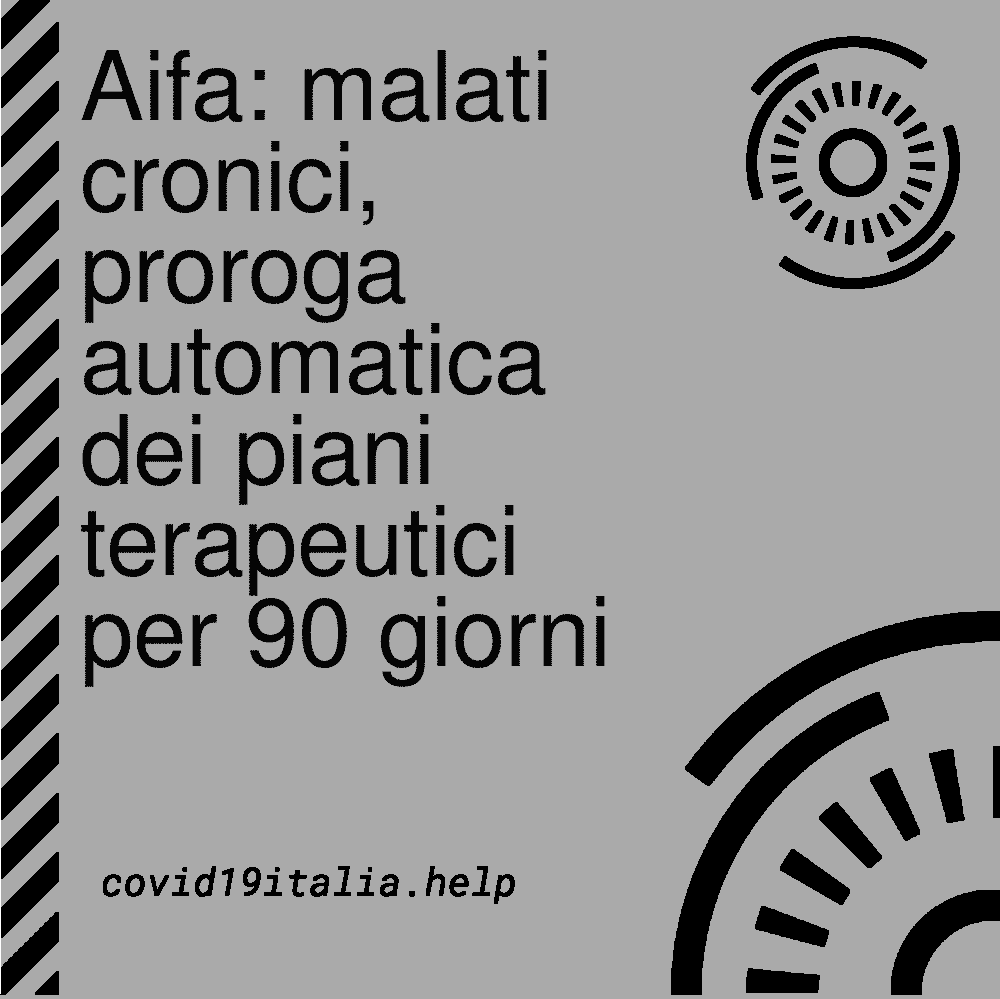 Aifa: malati
cronici,
proroga
automatica
dei piani
terapeutici
per 90 giorni
covid19italia.help